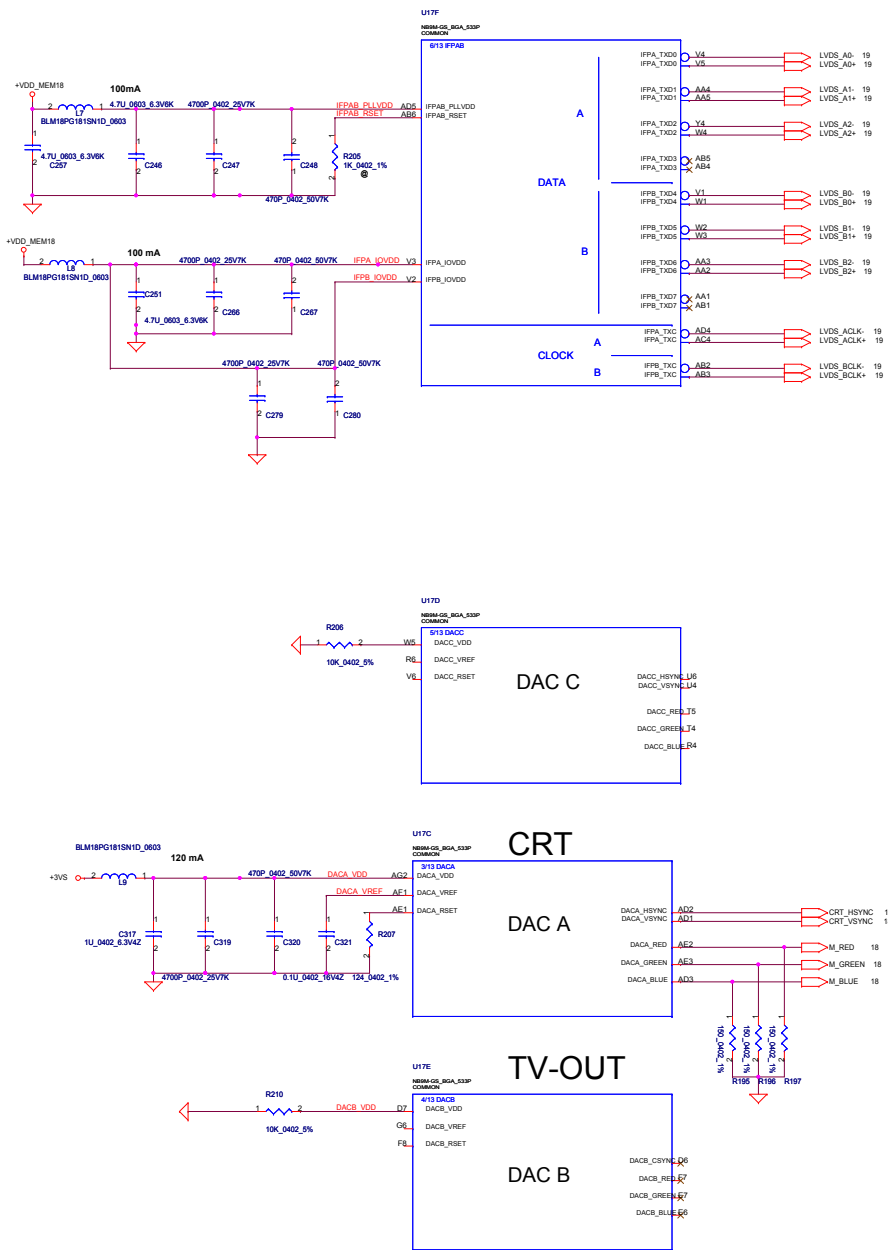 U17F
NB9M-GS_BGA_533P
COMMON
6/13 IFPAB
+VDD_MEM18
100mA
2 1
L7
BLM18PG181SN1D_0603
4.7U_0603_6.3V6K
4700P_0402_25V7K
IFPAB_PLLVDD AD5 IFPAB_PLLVDD
IFPAB_RSET AB6 IFPAB_RSET
4.7U_0603_6.3V6K
C257
C246
C247
C248
R205
1K_0402_1%
@
470P_0402_50V7K
A
DATA
B
CLOCK
A
B
IFPA_TXD0 V4 LVDS_A0- 19
IFPA_TXD0 V5 LVDS_A0+ 19
IFPA_TXD1 AA4 LVDS_A1- 19
IFPA_TXD1 AA5 LVDS_A1+ 19
IFPA_TXD2 Y4 LVDS_A2- 19
IFPA_TXD2 W4 LVDS_A2+ 19
IFPA_TXD3 AB5
IFPA_TXD3 AB4
IFPB_TXD4 V1 LVDS_B0- 19
IFPB_TXD4 W1 LVDS_B0+ 19
IFPB_TXD5 W2 LVDS_B1- 19
IFPB_TXD5 W3 LVDS_B1+ 19
IFPB_TXD6 AA3 LVDS_B2- 19
IFPB_TXD6 AA2 LVDS_B2+ 19
IFPB_TXD7 AA1
IFPB_TXD7 AB1
IFPA_TXC AD4 LVDS_ACLK- 19
IFPA_TXC AC4 LVDS_ACLK+ 19
IFPB_TXC AB2 LVDS_BCLK- 19
IFPB_TXC AB3 LVDS_BCLK+ 19
+VDD_MEM18
100 mA
2 1
L8
BLM18PG181SN1D_0603
4700P_0402_25V7K
470P_0402_50V7K
IFPA_IOVDD V3 IFPA_IOVDD
IFPB_IOVDD V2 IFPB_IOVDD
C251
C266
C267
4.7U_0603_6.3V6K
4700P_0402_25V7K
470P_0402_50V7K
C279
C280
U17D
NB9M-GS_BGA_533P
COMMON
5/13 DACC
R206
1 2
10K_0402_5%
W5 DACC_VDD
R6 DACC_VREF
V6 DACC_RSET
DAC C
DACC_HSYNC U6
DACC_VSYNC U4
DACC_RED T5
DACC_GREEN T4
DACC_BLUE R4
U17C
CRT
NB9M-GS_BGA_533P
COMMON
3/13 DACA
BLM18PG181SN1D_0603
120 mA
+3VS 2 1
L9
470P_0402_50V7K
DACA_VDD AG2 DACA_VDD
DACA_VREF AF1 DACA_VREF
AE1 DACA_RSET
DAC A
C317
1U_0402_6.3V4Z
C319
C320
C321
R207
4700P_0402_25V7K
0.1U_0402_16V4Z
124_0402_1%
DACA_HSYNC AD2 CRT_HSYNC 1
DACA_VSYNC AD1 CRT_VSYNC 1
DACA_RED AE2 M_RED 18
DACA_GREEN AE3 M_GREEN 18
DACA_BLUE AD3 M_BLUE 18
150_0402_1%
150_0402_1%
150_0402_1%
R195 R196 R197
U17E
TV-OUT
NB9M-GS_BGA_533P
COMMON
4/13 DACB
R210
1 2
10K_0402_5%
DACB_VDD D7 DACB_VDD
G6 DACB_VREF
F8 DACB_RSET
DAC B
DACB_CSYNC D6
DACB_RED F7
DACB_GREEN E7
DACB_BLUE E6